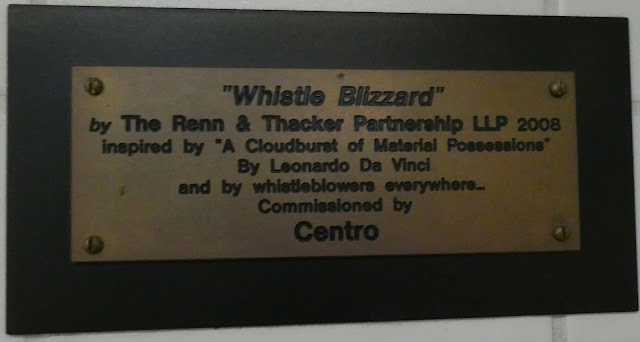 "Whistle Blizzard"
by The Renn & Thacker Partnership LLP 2008
inspired by "A Cloudburst of Material Possessions"
By Leonardo Da Vinci
and by whistleblowers everywhere...
Commissioned by
Centro